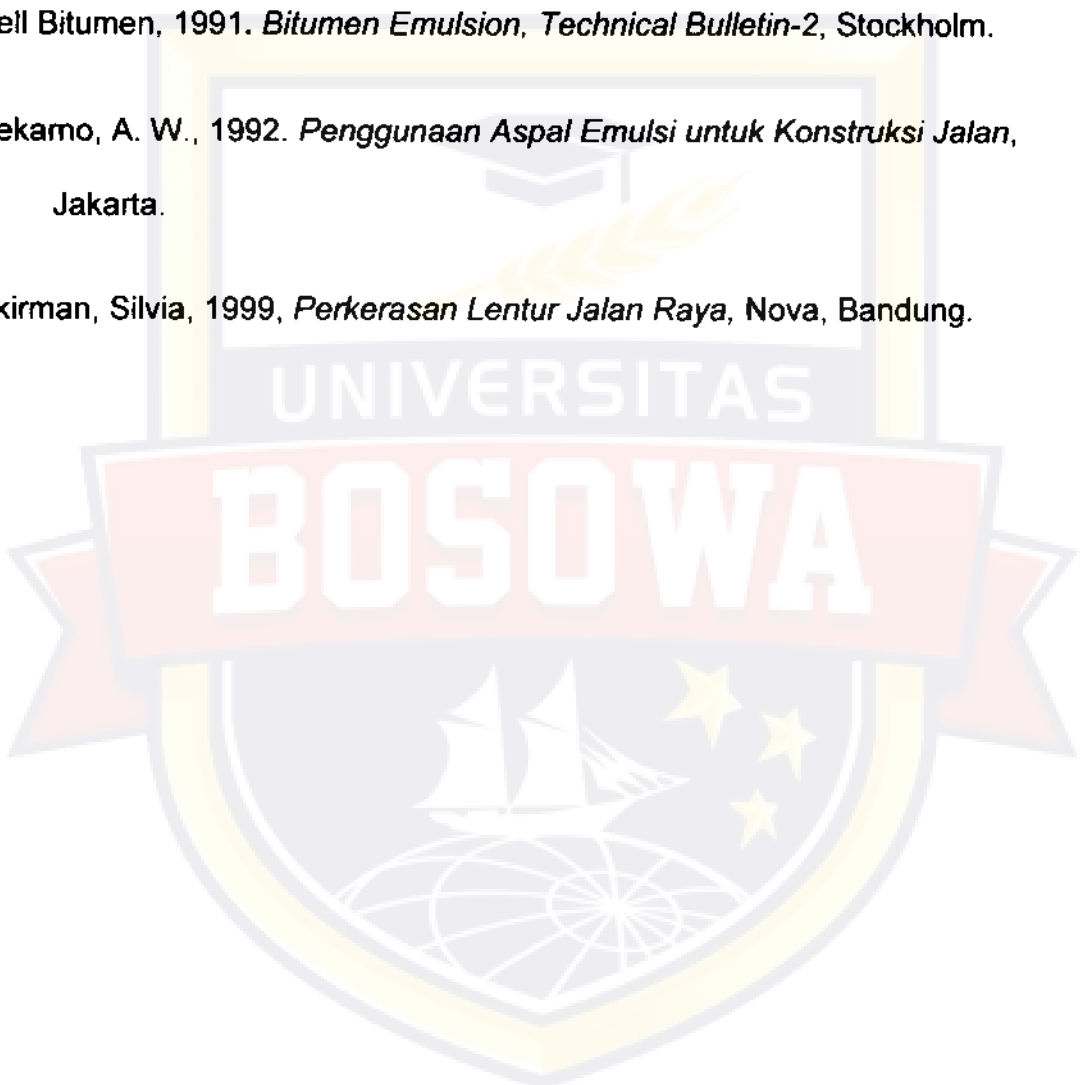 ell Bitumen, 1991. Bitumen Emulsion, Technical Bulletin-2, Stockholm.
ekarno, A. W., 1992. Penggunaan Aspal Emulsi untuk Konstruksi Jalan,
Jakarta.
kirman, Silvia, 1999, Perkerasan Lentur Jalan Raya, Nova, Bandung.
UNIVERSITAS
BOSOWA